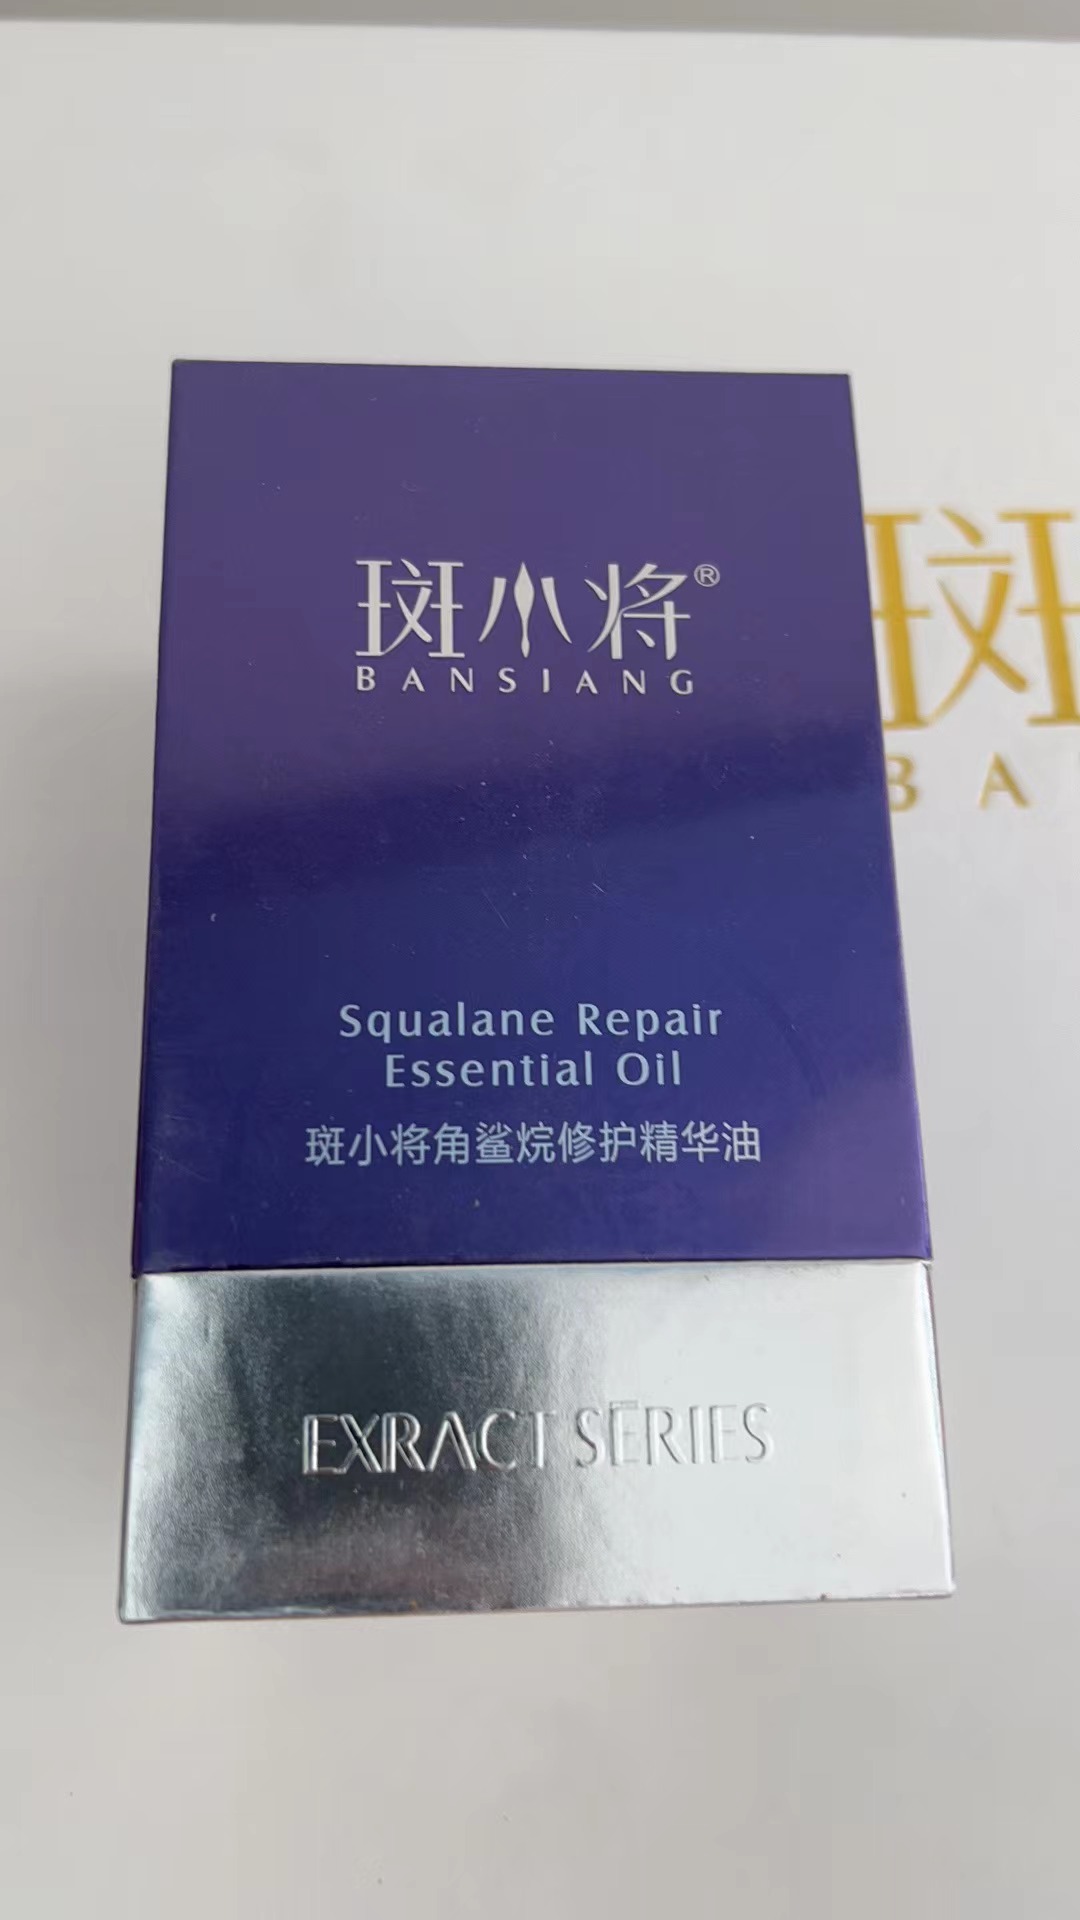 斑小将®
BANSIANG
斑
BA
Squalane Repair
Essential Oil
斑小将角鲨烷修护精华油
EXRACT SERIES